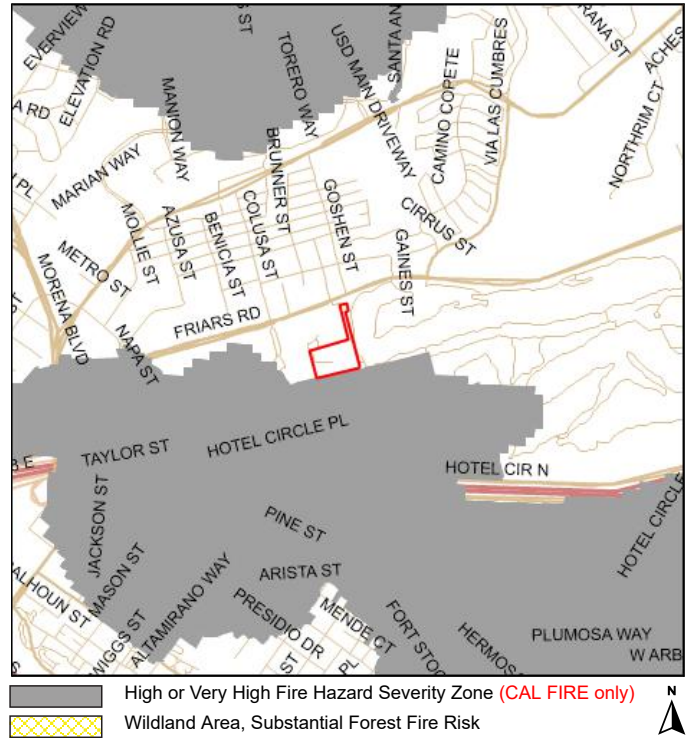 EVERVIEW
ELEVATION RD
S ST
TORERO WAY
USD MAIN DRIVEWAY
SANTA AN
VIA LAS CUMBRES
RANA ST
ACHES
A RD
MANION WAY
BRUNNER ST
CAMINO COPETE
NORTHRIM CT
PL
MARIAN WAY
MOLLIE ST
AZUSA ST
BENICIA ST
COLUSA ST
GOSHEN ST
CIRRUS ST
GAINES ST
METRO ST
MORENA BLVD
ST
NAPA ST
FRIARS RD
TAYLOR ST
HOTEL CIRCLE PL
HOTEL CIR N
HOTEL CIRCLE
JACKSON ST
PINE ST
MASON ST
ALTAMIRANO WAY
ARISTA ST
PRESIDIO DR
MENDE CT
FORT STOC
HERMOS
PLUMOSA WAY
W ARB
WIGGS ST
ST
PL
S
High or Very High Fire Hazard Severity Zone (CAL FIRE only)
Wildland Area, Substantial Forest Fire Risk
N